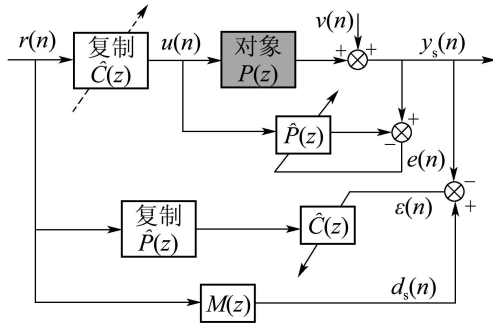 r(n)
复制
Ĉ(z)
u(n)
对象
P(z)
v(n)
+
+
y_s(n)
P̂(z)
+
−
e(n)
−
+
ε(n)
复制
P̂(z)
Ĉ(z)
M(z)
d_s(n)